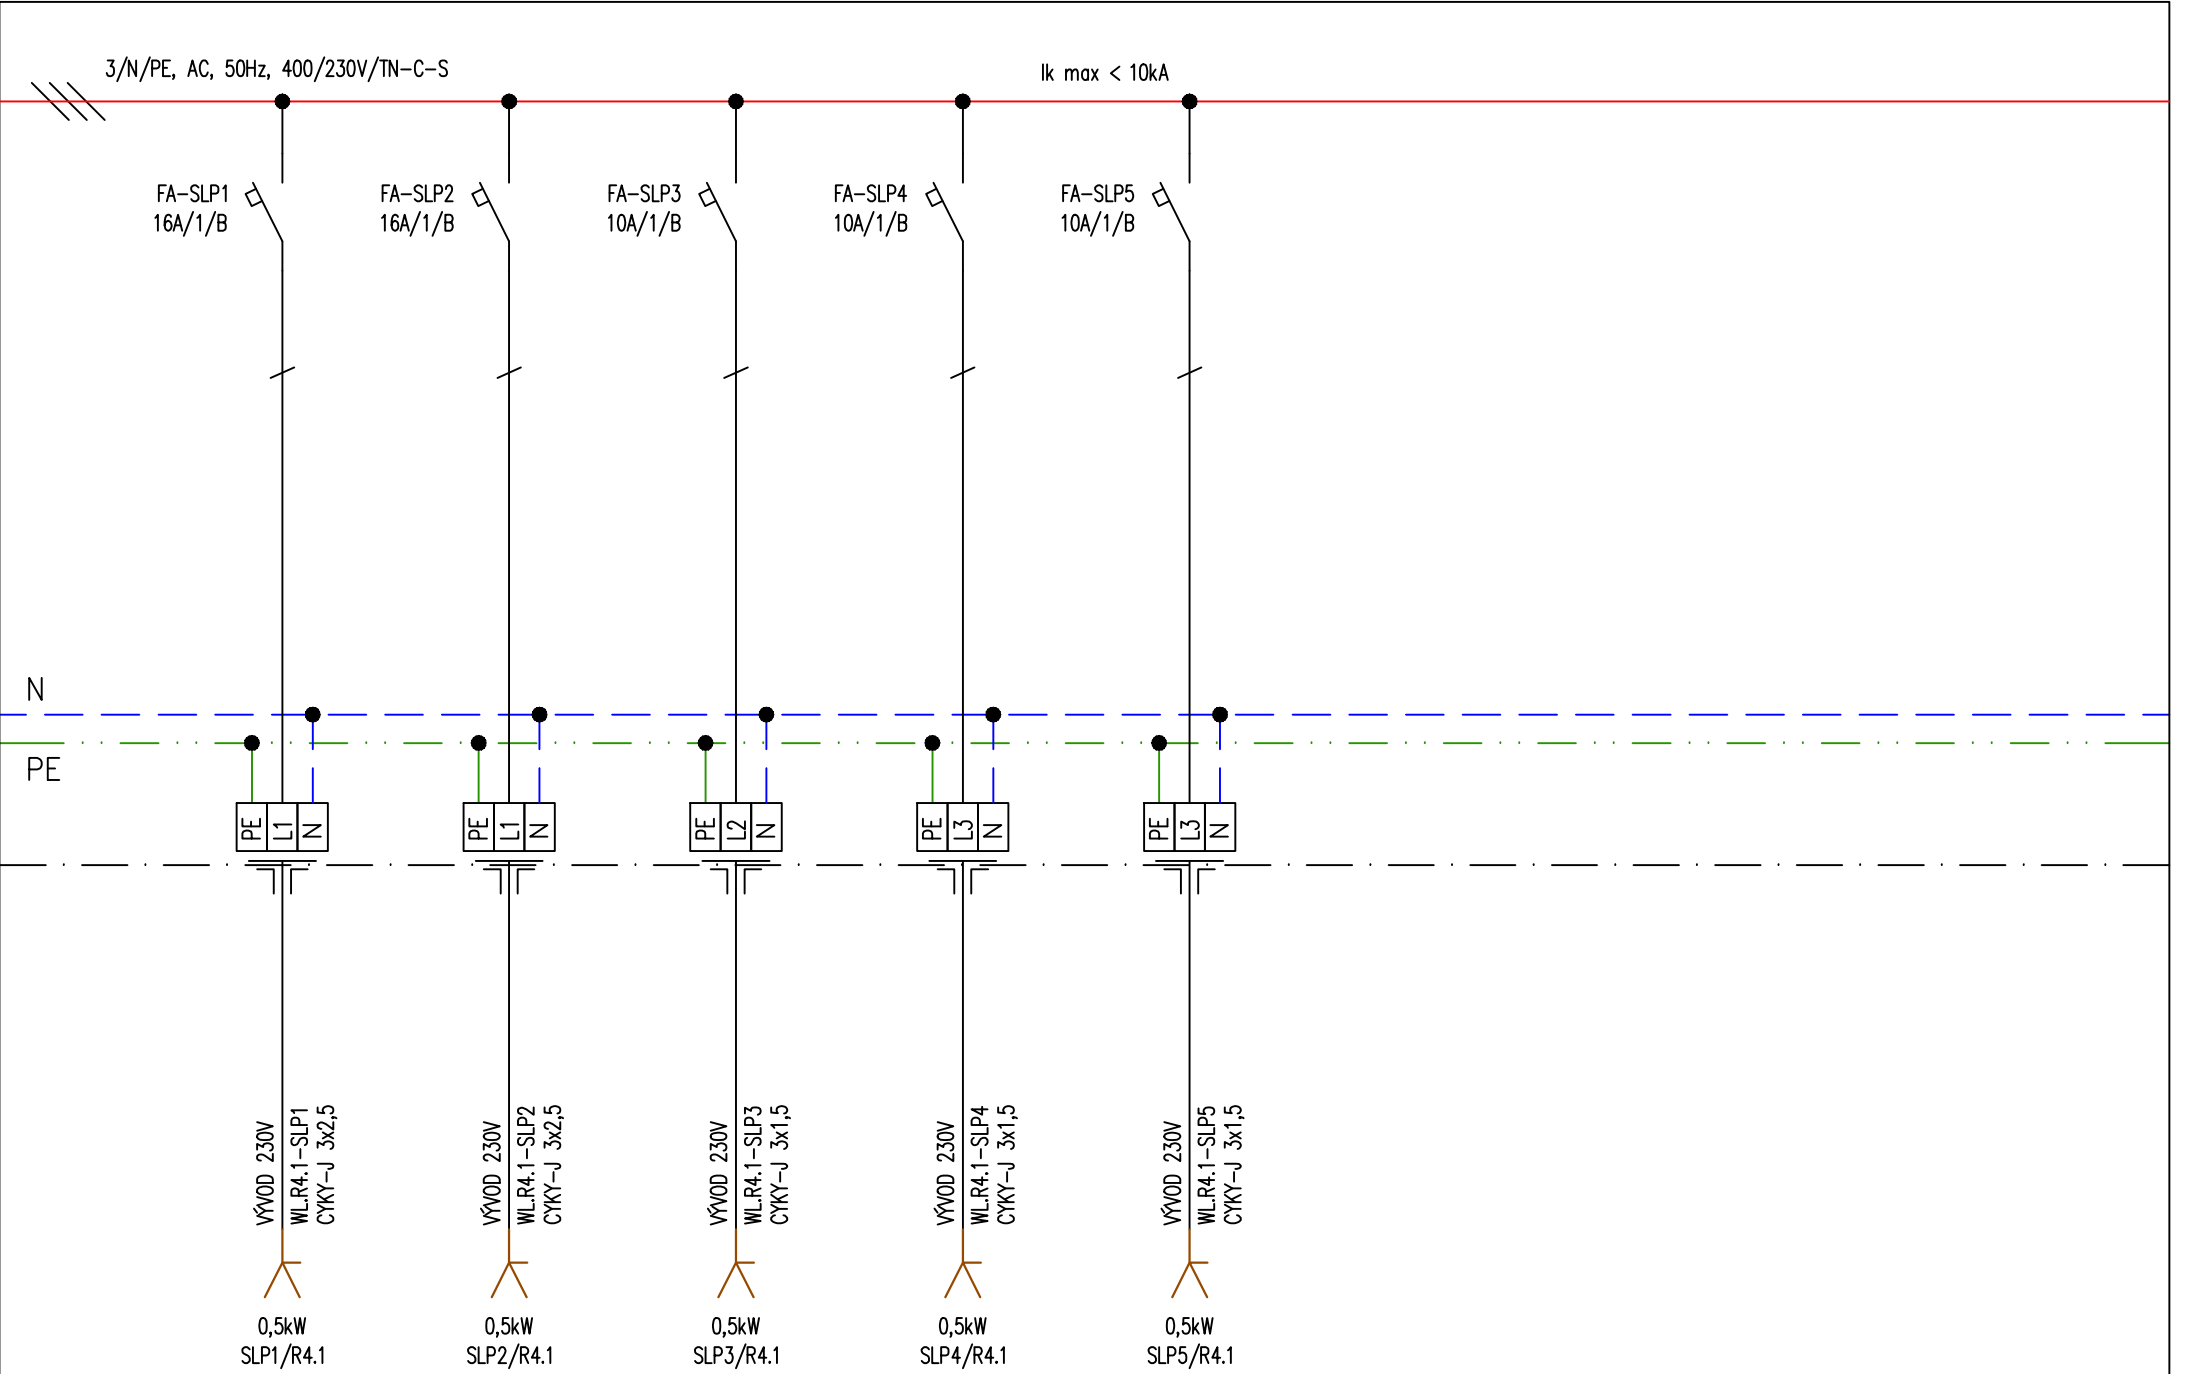 3/N/PE, AC, 50Hz, 400/230V/TN-C-S
Ik max < 10kA
FA-SLP1
16A/1/B
FA-SLP2
16A/1/B
FA-SLP3
10A/1/B
FA-SLP4
10A/1/B
FA-SLP5
10A/1/B
N
PE
PE L1 N
PE L1 N
PE L2 N
PE L3 N
PE L3 N
VÝVOD 230V
WL.R4.1-SLP1
CYKY-J 3x2,5
VÝVOD 230V
WL.R4.1-SLP2
CYKY-J 3x2,5
VÝVOD 230V
WL.R4.1-SLP3
CYKY-J 3x1,5
VÝVOD 230V
WL.R4.1-SLP4
CYKY-J 3x1,5
VÝVOD 230V
WL.R4.1-SLP5
CYKY-J 3x1,5
0,5kW
SLP1/R4.1
0,5kW
SLP2/R4.1
0,5kW
SLP3/R4.1
0,5kW
SLP4/R4.1
0,5kW
SLP5/R4.1